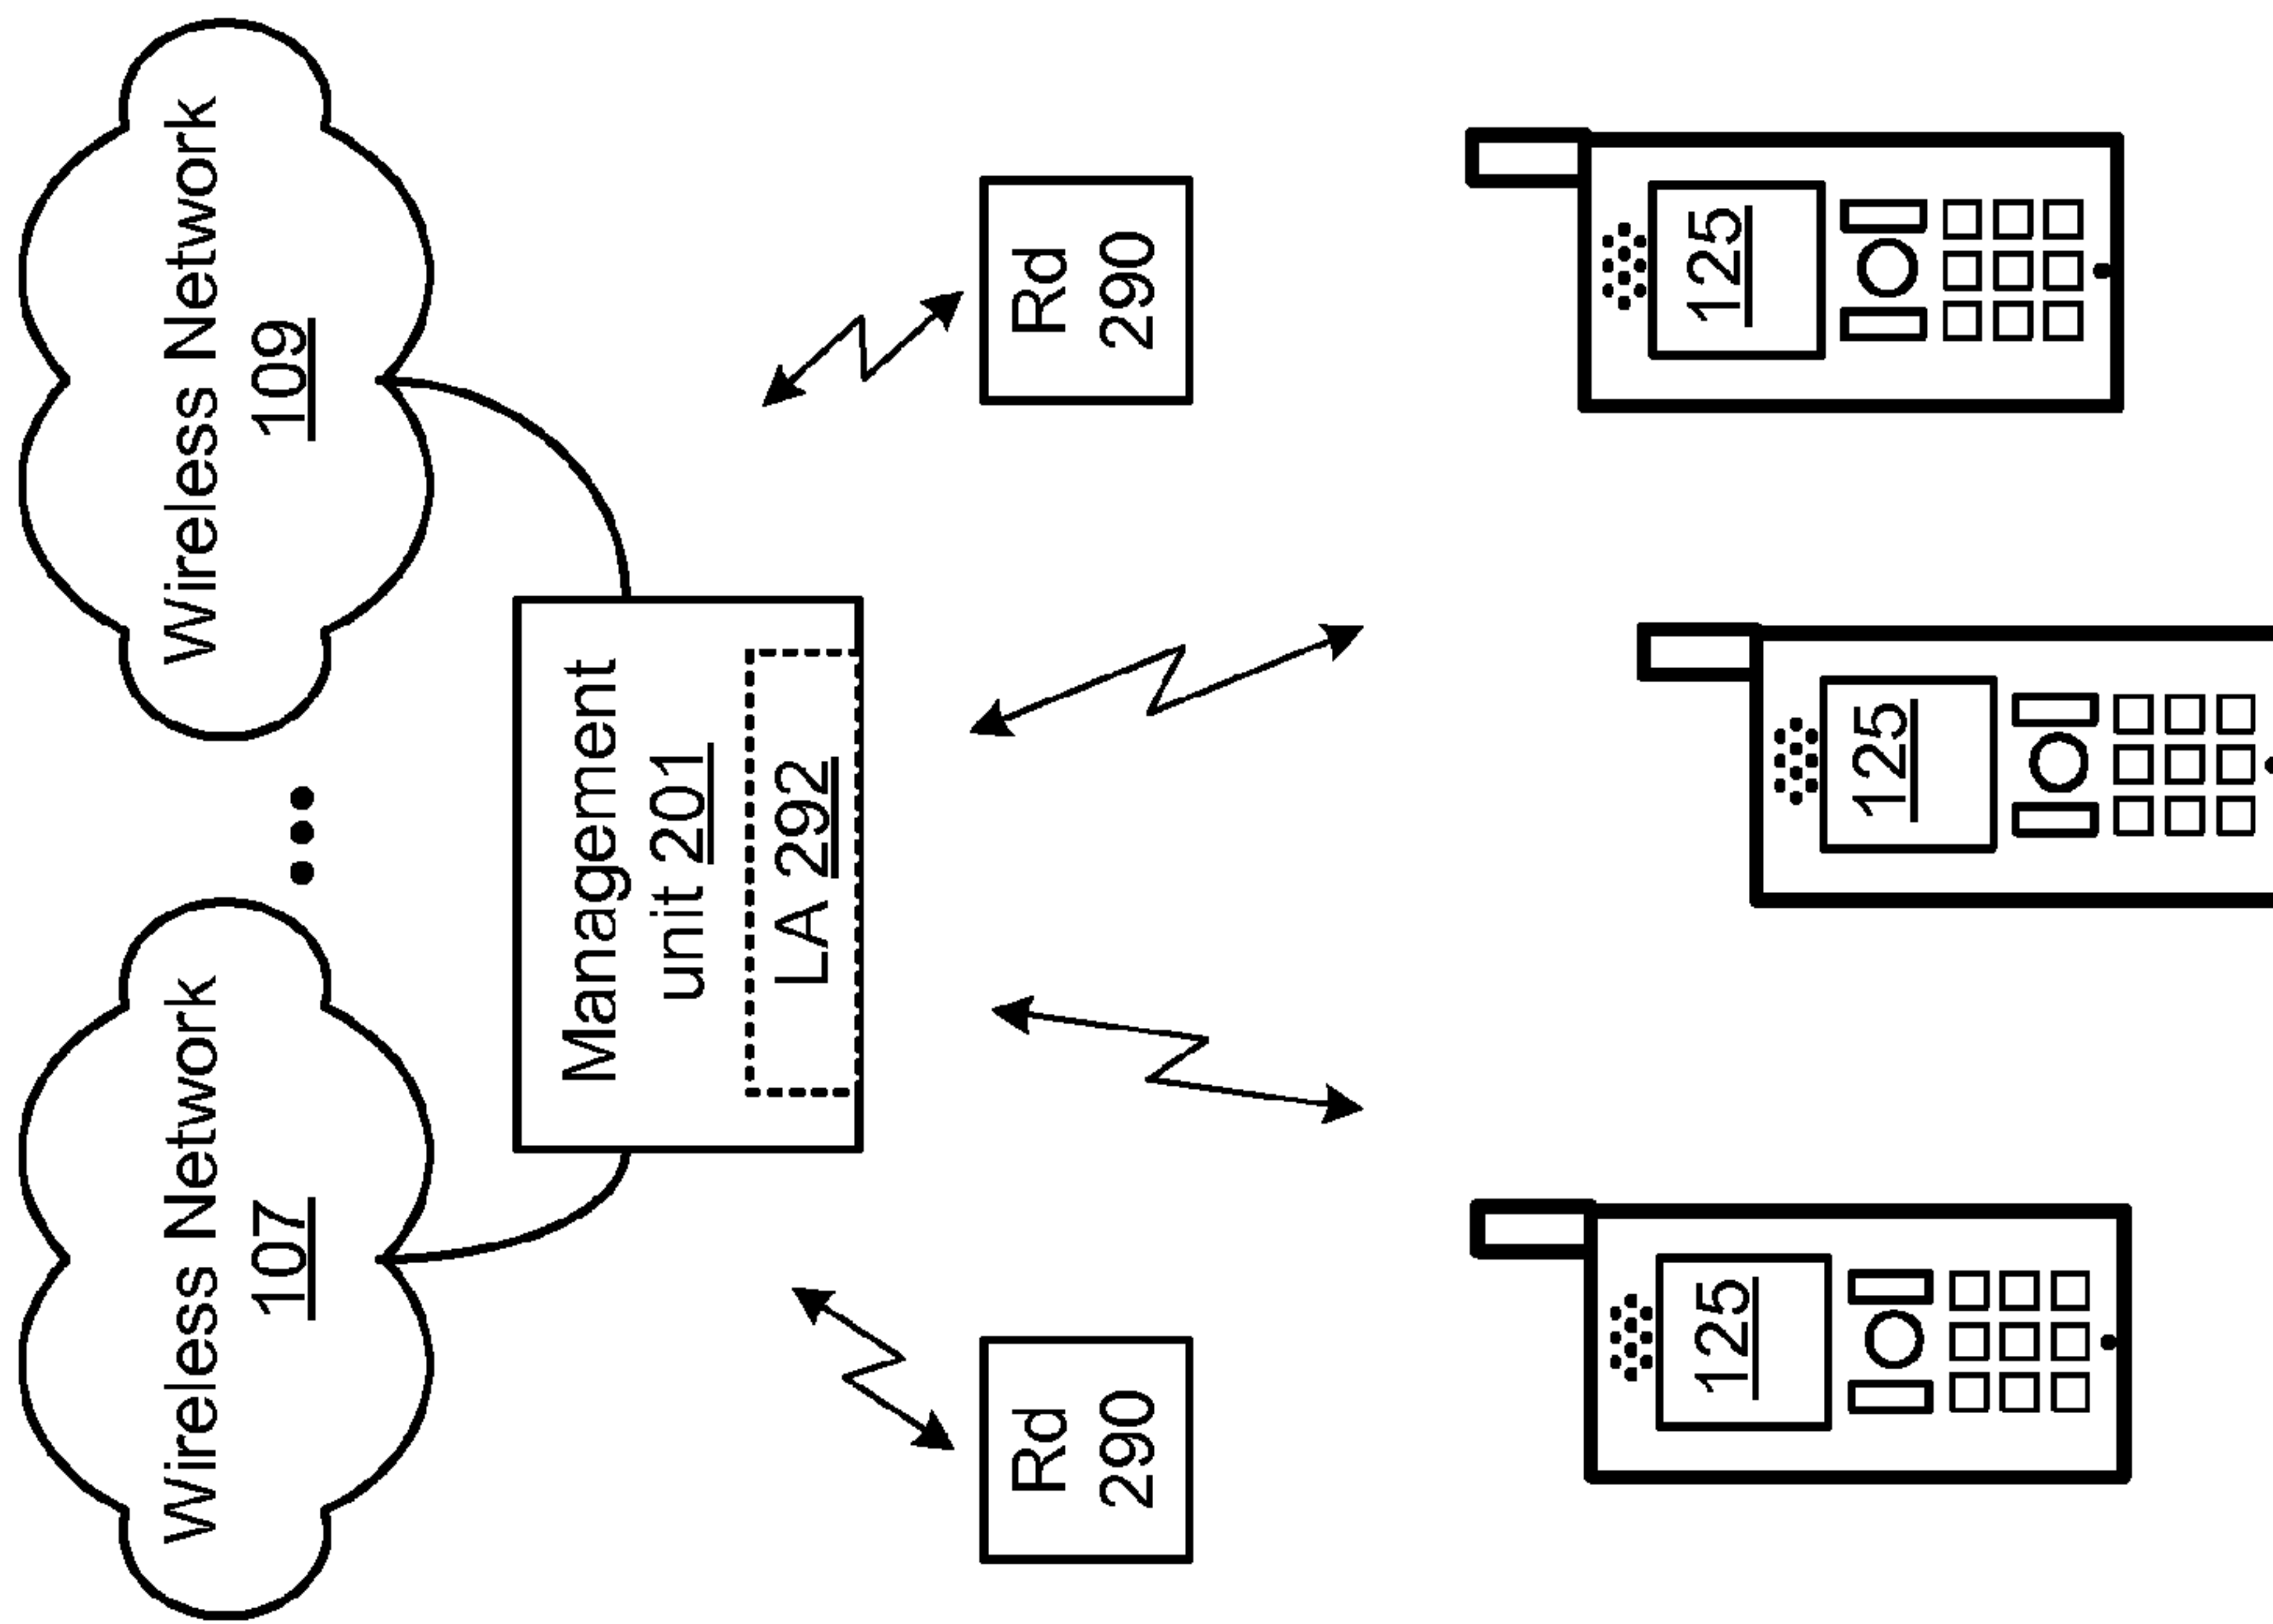 Wireless Network
107
Wireless Network
109
Management
unit 201
LA 292
Rd
290
Rd
290
125
125
125